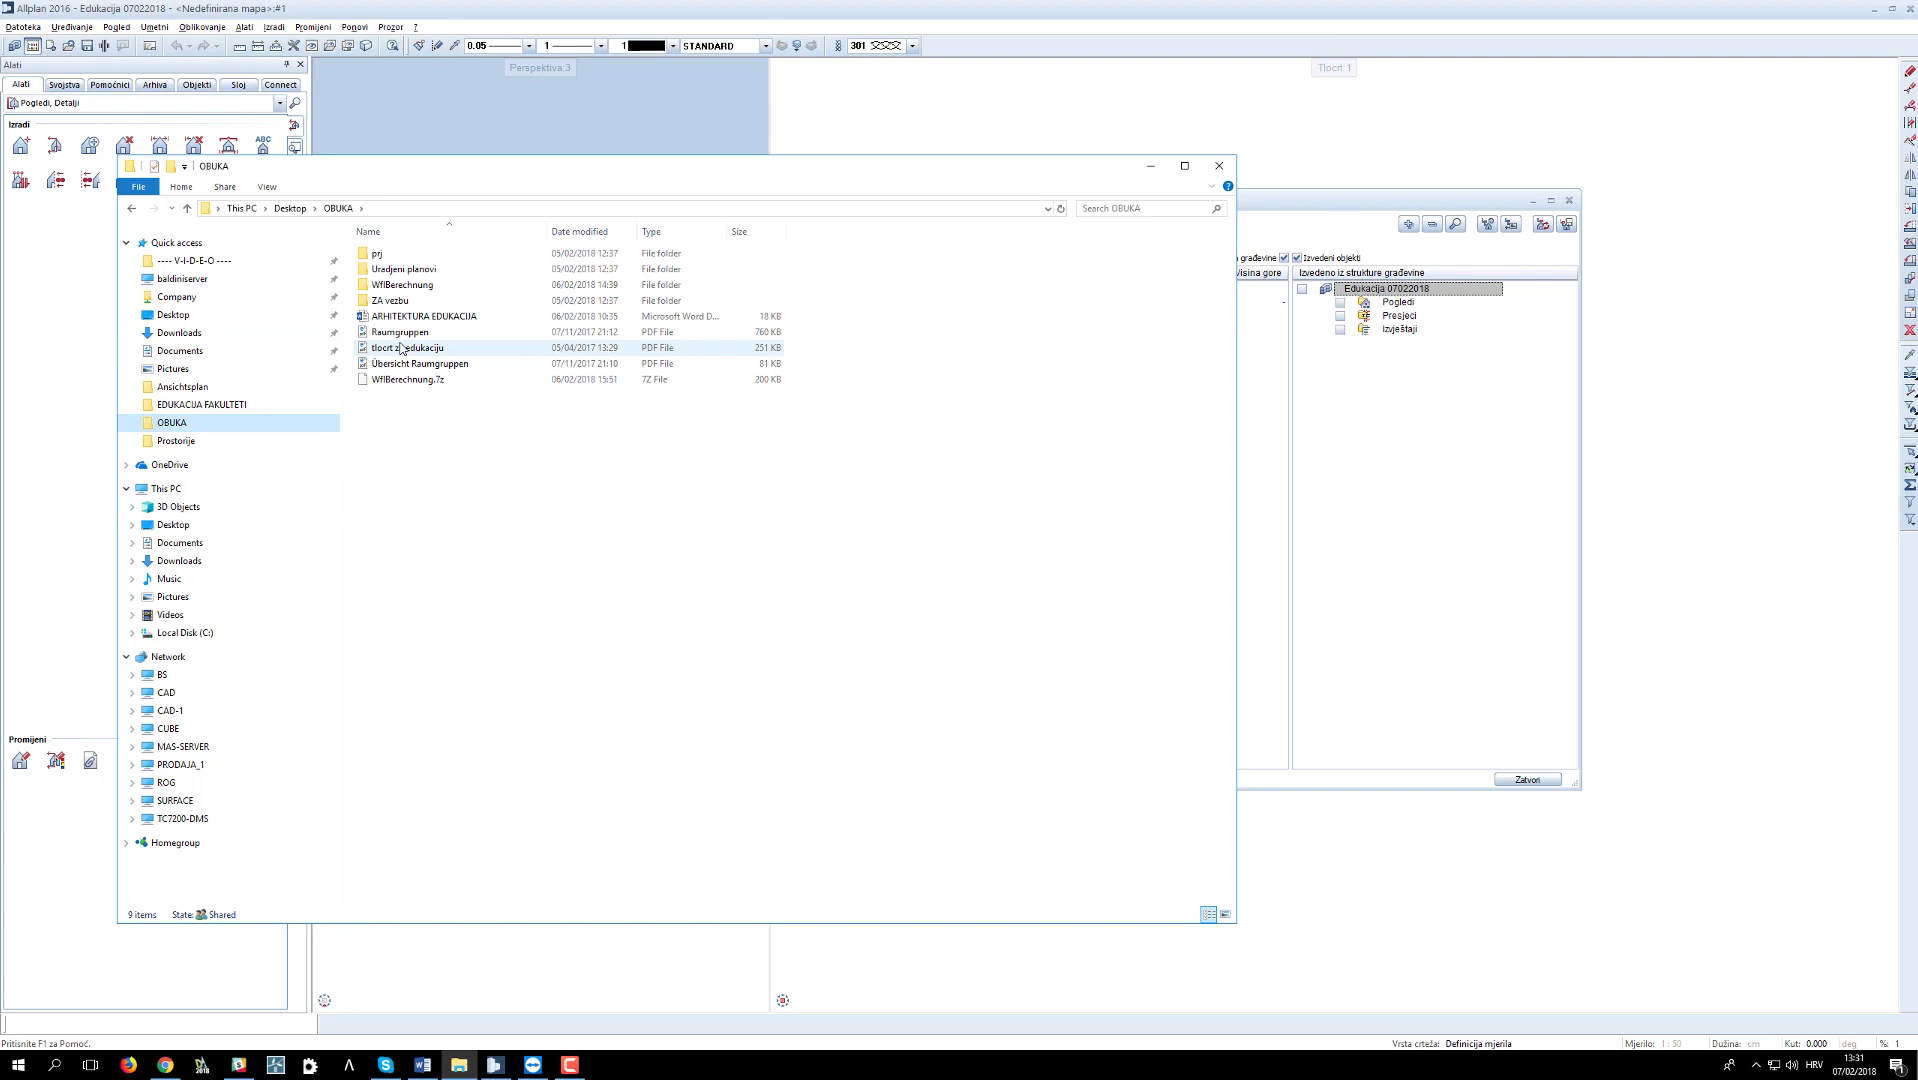 Allplan 2016 - Edukacija 07022018 - <Nedefinirana mapa>:#1
Datoteka Uređivanje Pogled Umetni Oblikovanje Alati Izradi Promijeni Ponovi Prozor ?
0.05 1 1 STANDARD 301
Alati
Perspektiva:3
Tlocrt:1
Alati Svojstva Pomoćnici Arhiva Objekti Sloj Connect
Pogledi, Detalji
Izradi
ABC
OBUKA
File Home Share View
This PC > Desktop > OBUKA >
Search OBUKA
Name Date modified Type Size
Quick access
---- V-I-D-E-O ----
baldiniserver
Company
Desktop
Downloads
Documents
Pictures
Ansichtsplan
EDUKACIJA FAKULTETI
OBUKA
Prostorije
OneDrive
This PC
3D Objects
Desktop
Documents
Downloads
Music
Pictures
Videos
Local Disk (C:)
Network
BS
CAD
CAD-1
CUBE
MAS-SERVER
PRODAJA_1
ROG
SURFACE
TC7200-DMS
Homegroup
prj 05/02/2018 12:37 File folder
Uradjeni planovi 05/02/2018 12:37 File folder
WflBerechnung 06/02/2018 14:39 File folder
ZA vezbu 05/02/2018 12:37 File folder
ARHITEKTURA EDUKACIJA 06/02/2018 10:35 Microsoft Word D... 18 KB
Raumgruppen 07/11/2017 21:12 PDF File 760 KB
tlocrt za edukaciju 05/04/2017 13:29 PDF File 251 KB
Übersicht Raumgruppen 07/11/2017 21:10 PDF File 81 KB
WflBerechnung.7z 06/02/2018 15:51 7Z File 200 KB
9 items State: Shared
građevine Izvedeni objekti
Visina gore Izvedeno iz strukture građevine
Edukacija 07022018
Pogledi
Presjeci
Izvještaji
Zatvori
Promijeni
Pritisnite F1 za Pomoć.
Vrsta crteža: Definicija mjerila Mjerilo: 1 : 50 Dužina: cm Kut: 0.000 deg %: 1
HRV
13:31
07/02/2018